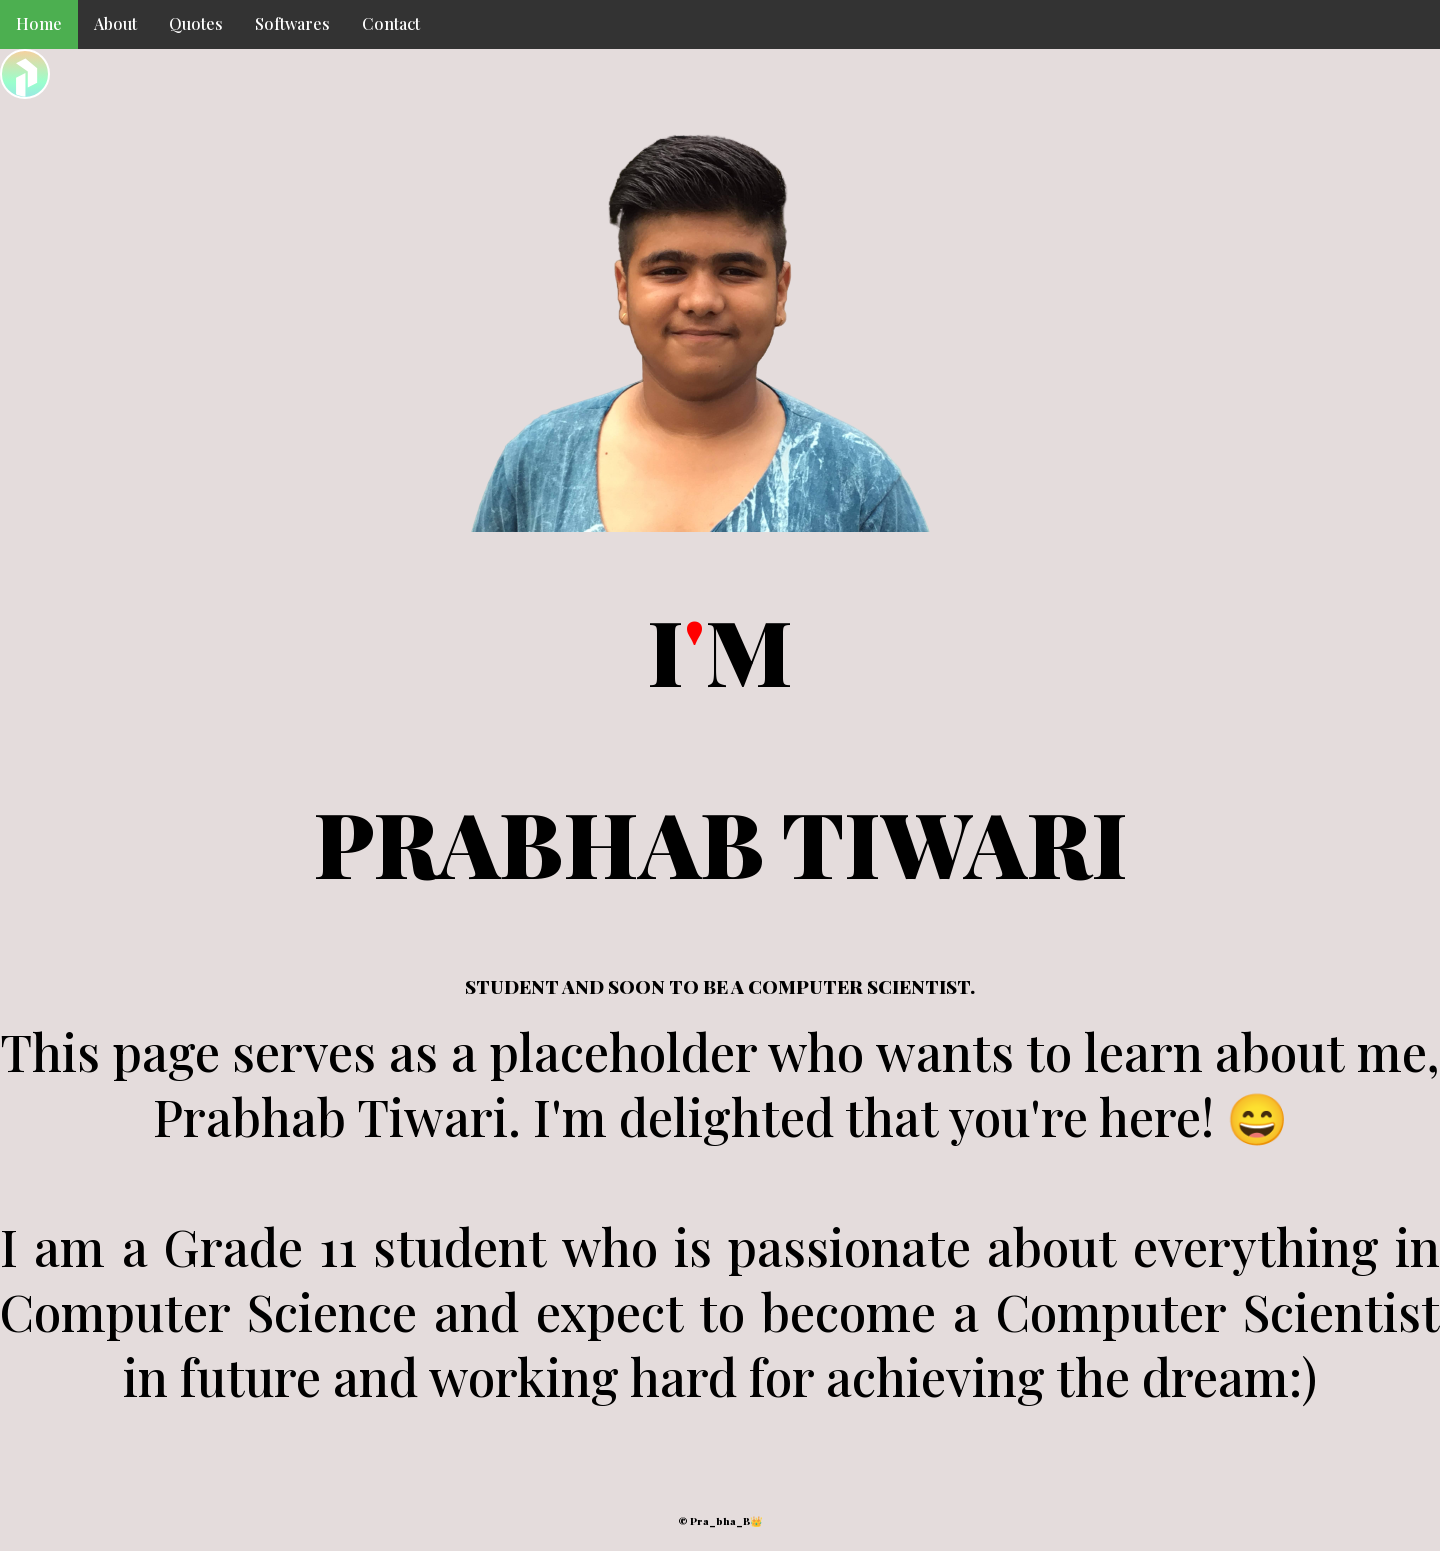 Home About Quotes Softwares Contact
I'M
PRABHAB TIWARI
STUDENT AND SOON TO BE A COMPUTER SCIENTIST.
This page serves as a placeholder who wants to learn about me,
Prabhab Tiwari. I'm delighted that you're here! 😄
I am a Grade 11 student who is passionate about everything in
Computer Science and expect to become a Computer Scientist
in future and working hard for achieving the dream:)
© Pra_bha_B👑